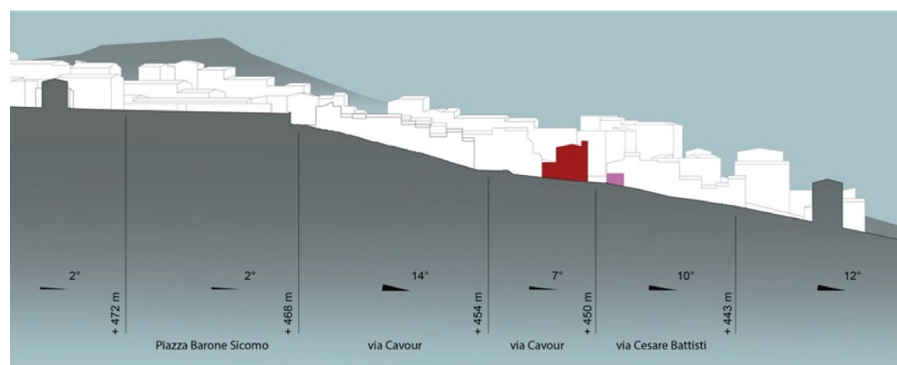 2°
2°
14°
7°
10°
12°
+ 472 m
+ 468 m
+ 454 m
+ 450 m
+ 443 m
Piazza Barone Sicomo
via Cavour
via Cavour
via Cesare Battisti